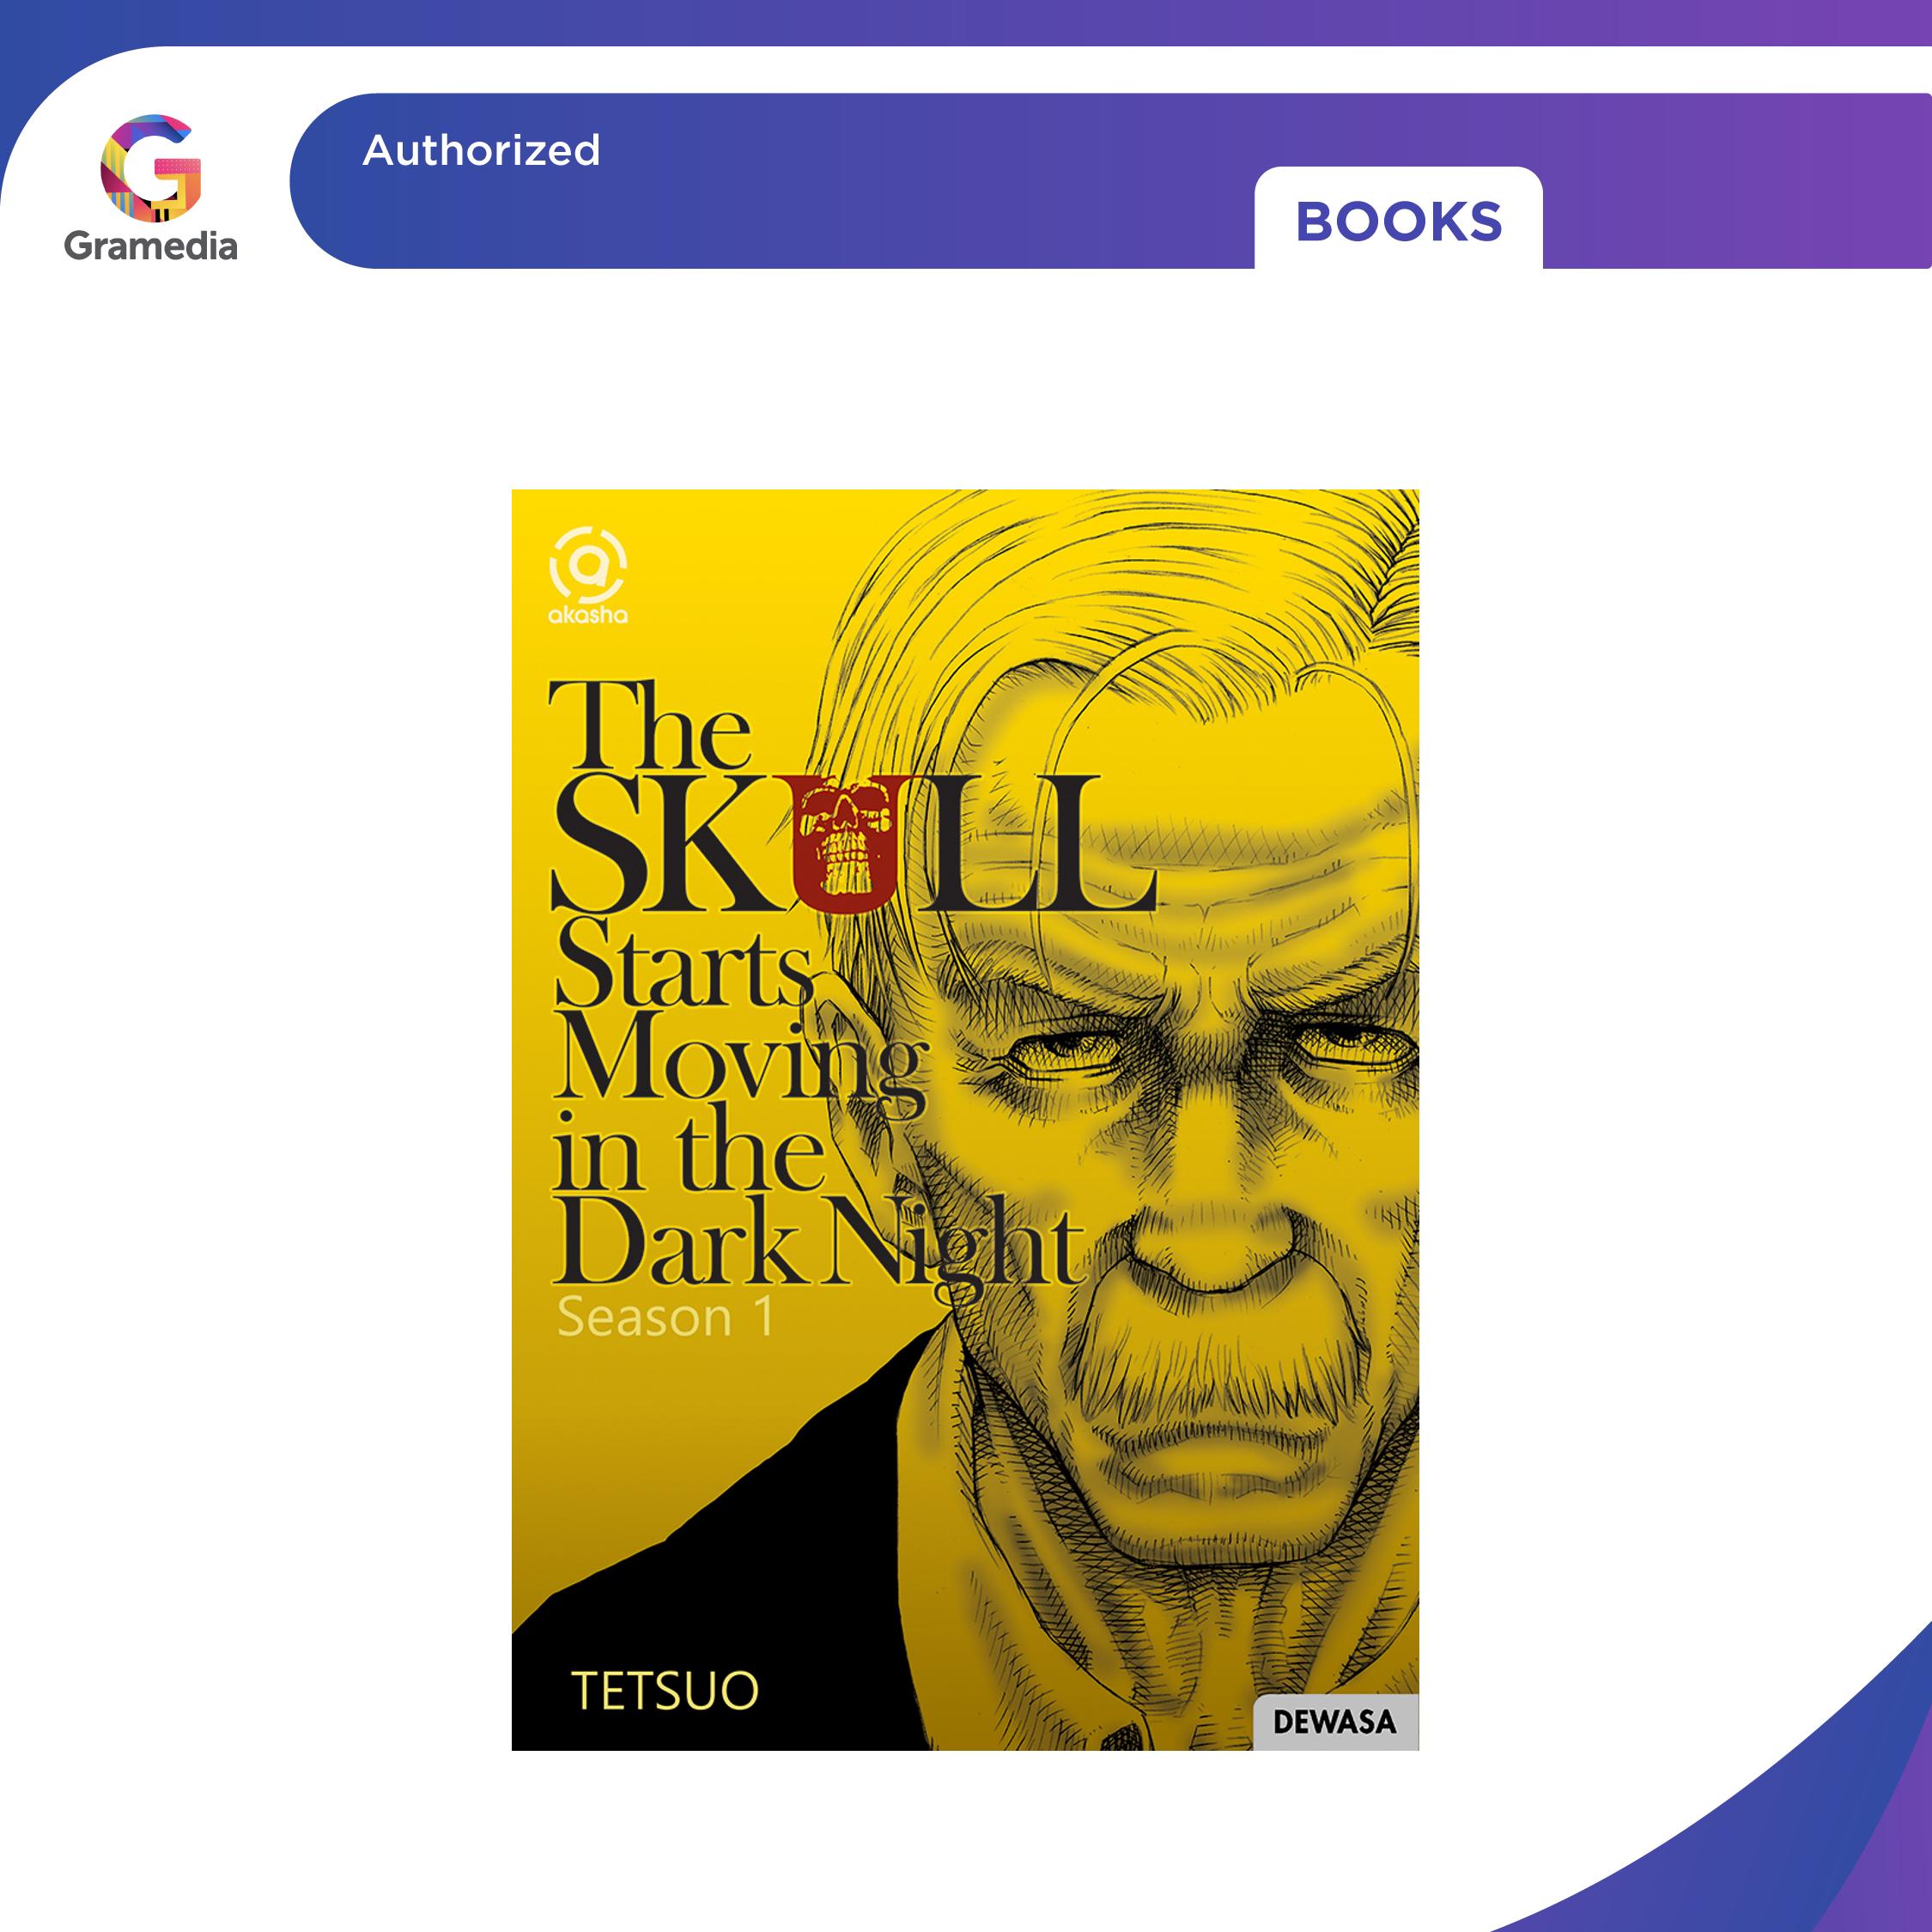 Gramedia
Authorized
BOOKS
akasha
The
SKULL
Starts
Moving
in the
Dark Night
Season 1
TETSUO
DEWASA